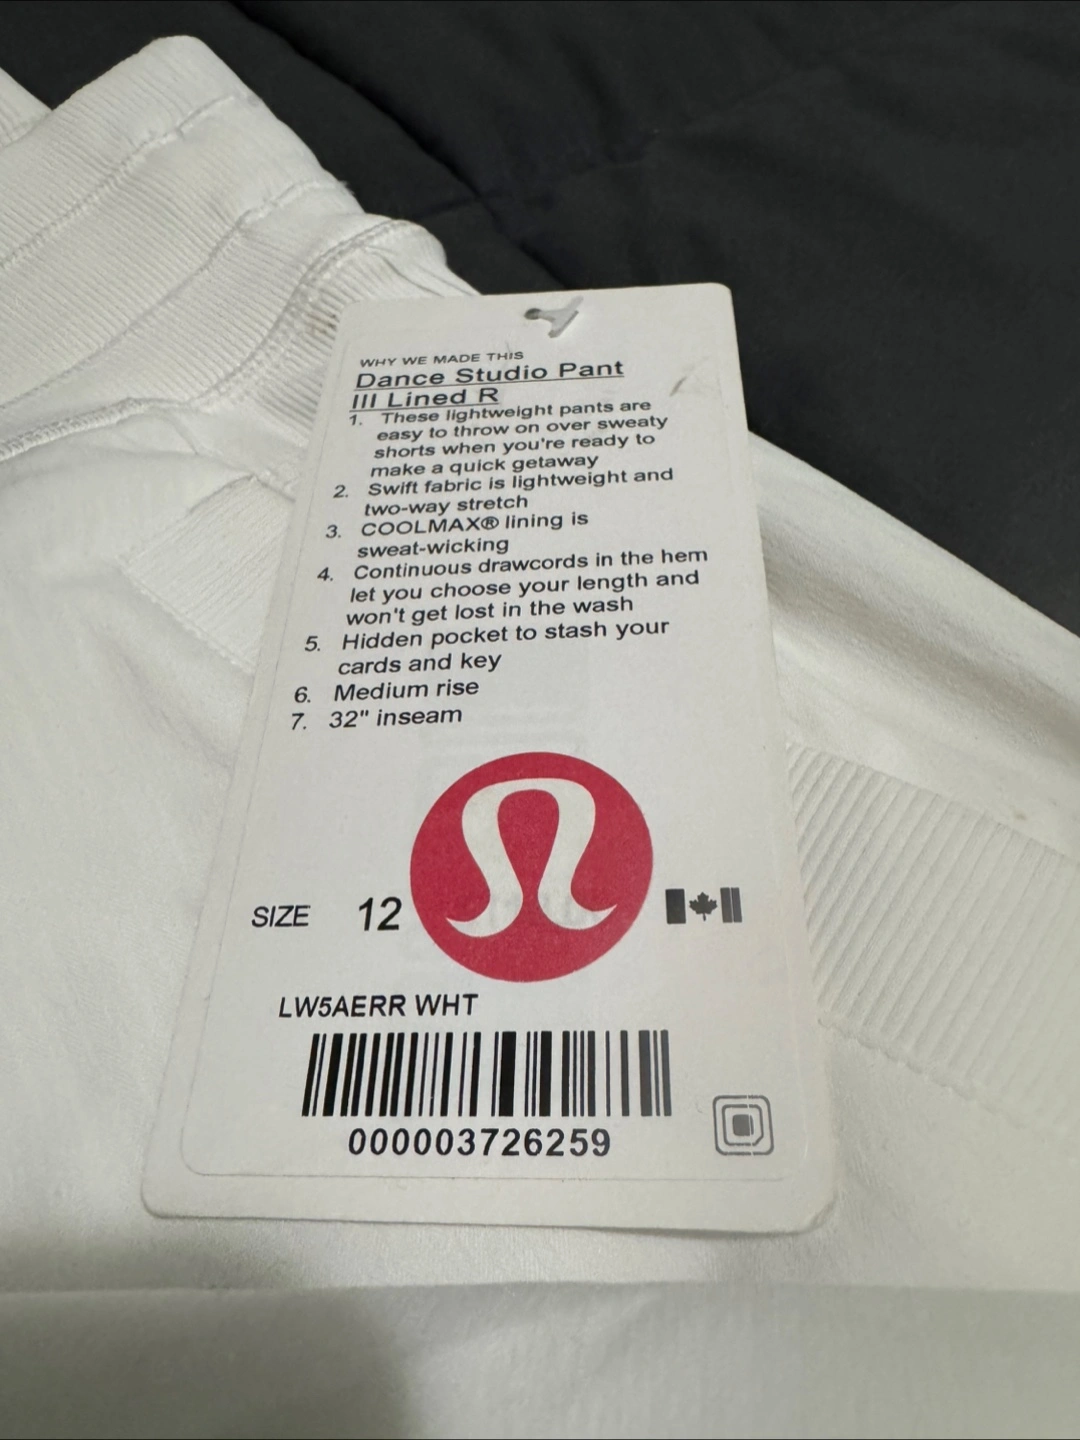 WHY WE MADE THIS
Dance Studio Pant
III Lined R
1. These lightweight pants are
easy to throw on over sweaty
shorts when you're ready to
make a quick getaway
2. Swift fabric is lightweight and
two-way stretch
3. COOLMAX® lining is
sweat-wicking
4. Continuous drawcords in the hem
let you choose your length and
won't get lost in the wash
5. Hidden pocket to stash your
cards and key
6. Medium rise
7. 32" inseam
SIZE 12
LW5AERR WHT
000003726259